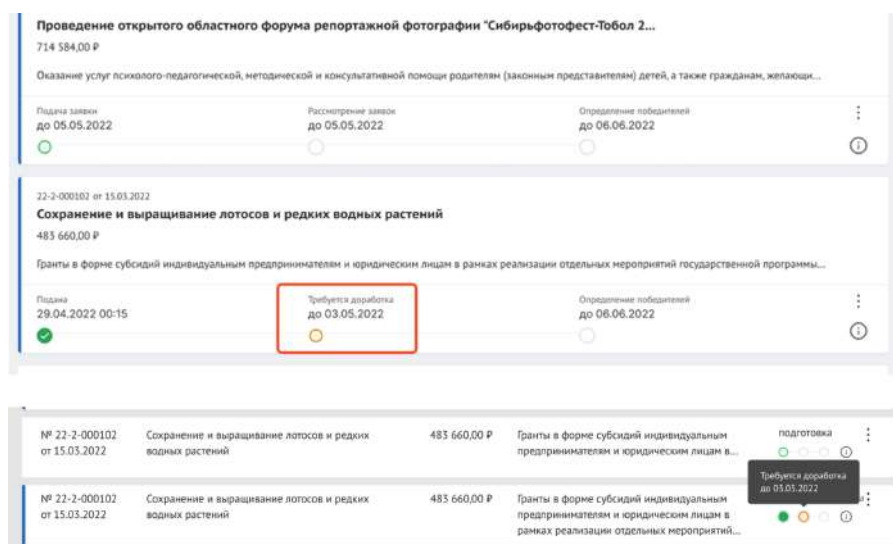 Проведение открытого областного форума репортажной фотографии "Сибирьфотофест-Тобол 2...
714 584,00 ₽
Оказание услуг психолого-педагогической, методической и консультативной помощи родителям (законным представителям) детей, а также гражданам, желающи...
Подача заявки Рассмотрение заявок Определение победителей
до 05.05.2022 до 05.05.2022 до 06.06.2022
22-2-000102 от 15.03.2022
Сохранение и выращивание лотосов и редких водных растений
483 660,00 ₽
Гранты в форме субсидий индивидуальным предпринимателям и юридическим лицам в рамках реализации отдельных мероприятий государственной программы...
Подана Требуется доработка Определение победителей
29.04.2022 00:15 до 03.05.2022 до 06.06.2022
№ 22-2-000102 Сохранение и выращивание лотосов и редких 483 660,00 ₽ Гранты в форме субсидий индивидуальным подготовка
от 15.03.2022 водных растений предпринимателям и юридическим лицам в...
Требуется доработка
до 03.05.2022
№ 22-2-000102 Сохранение и выращивание лотосов и редких 483 660,00 ₽ Гранты в форме субсидий индивидуальным
от 15.03.2022 водных растений предпринимателям и юридическим лицам в
рамках реализации отдельных мероприятий...